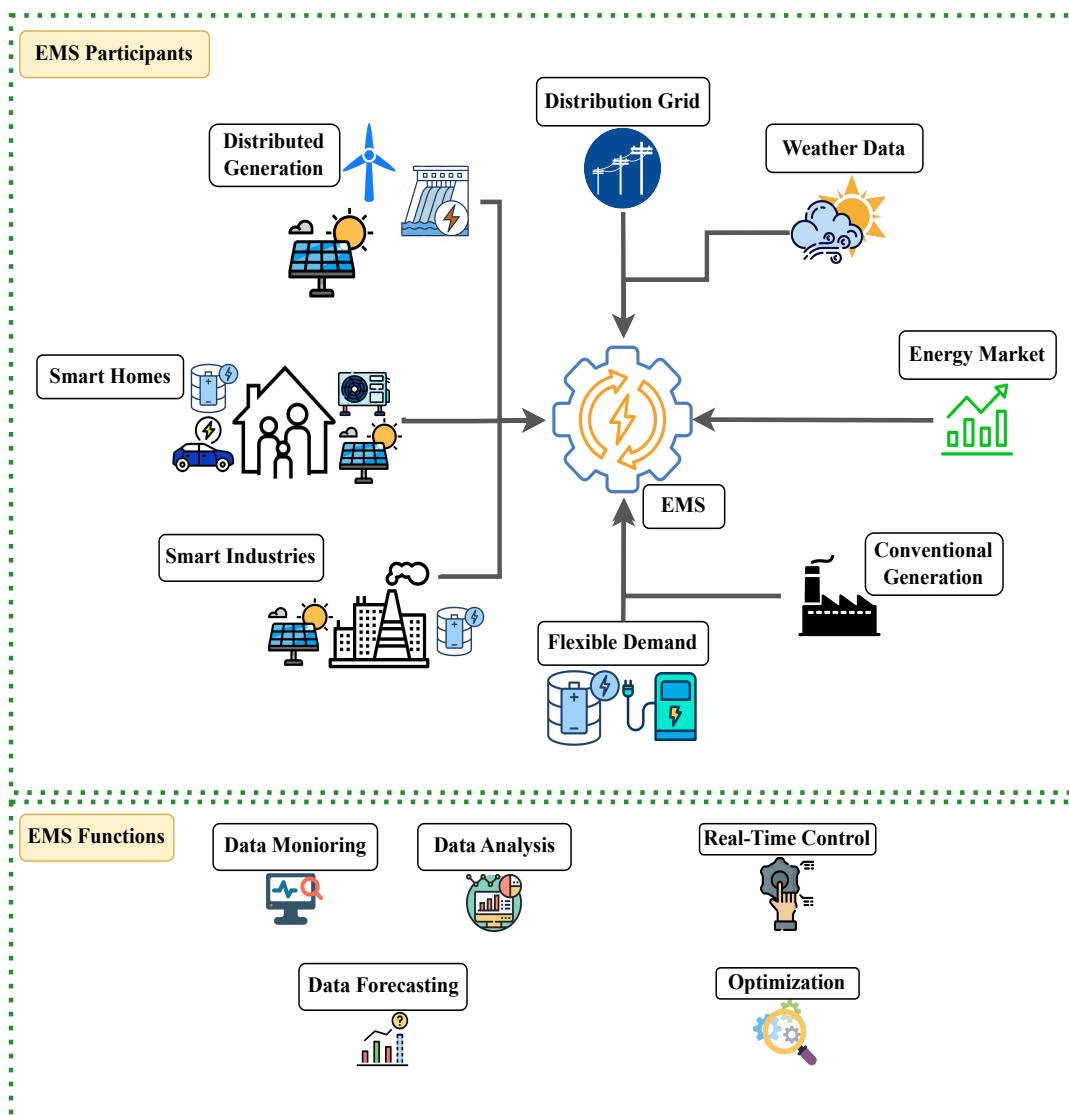 EMS Participants
Distribution Grid
Distributed
Generation
Weather Data
Energy Market
Smart Homes
EMS
Smart Industries
Conventional
Generation
Flexible Demand
EMS Functions
Data Monioring
Data Analysis
Real-Time Control
Data Forecasting
?
Optimization